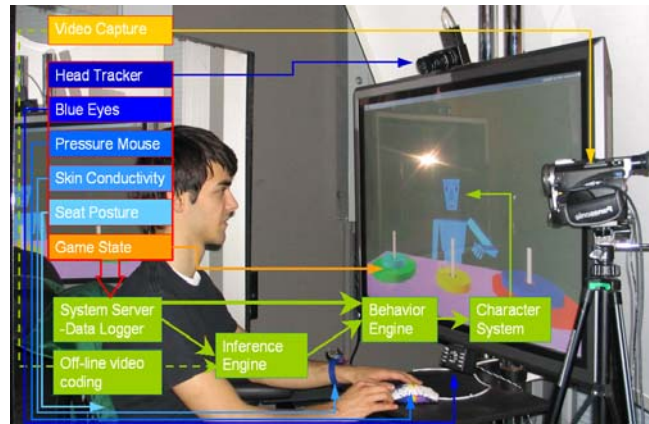 Video Capture
Head Tracker
Blue Eyes
Pressure Mouse
Skin Conductivity
Seat Posture
Game State
System Server
-Data Logger
Off-line video
coding
Inference
Engine
Behavior
Engine
Character
System
Panasonic